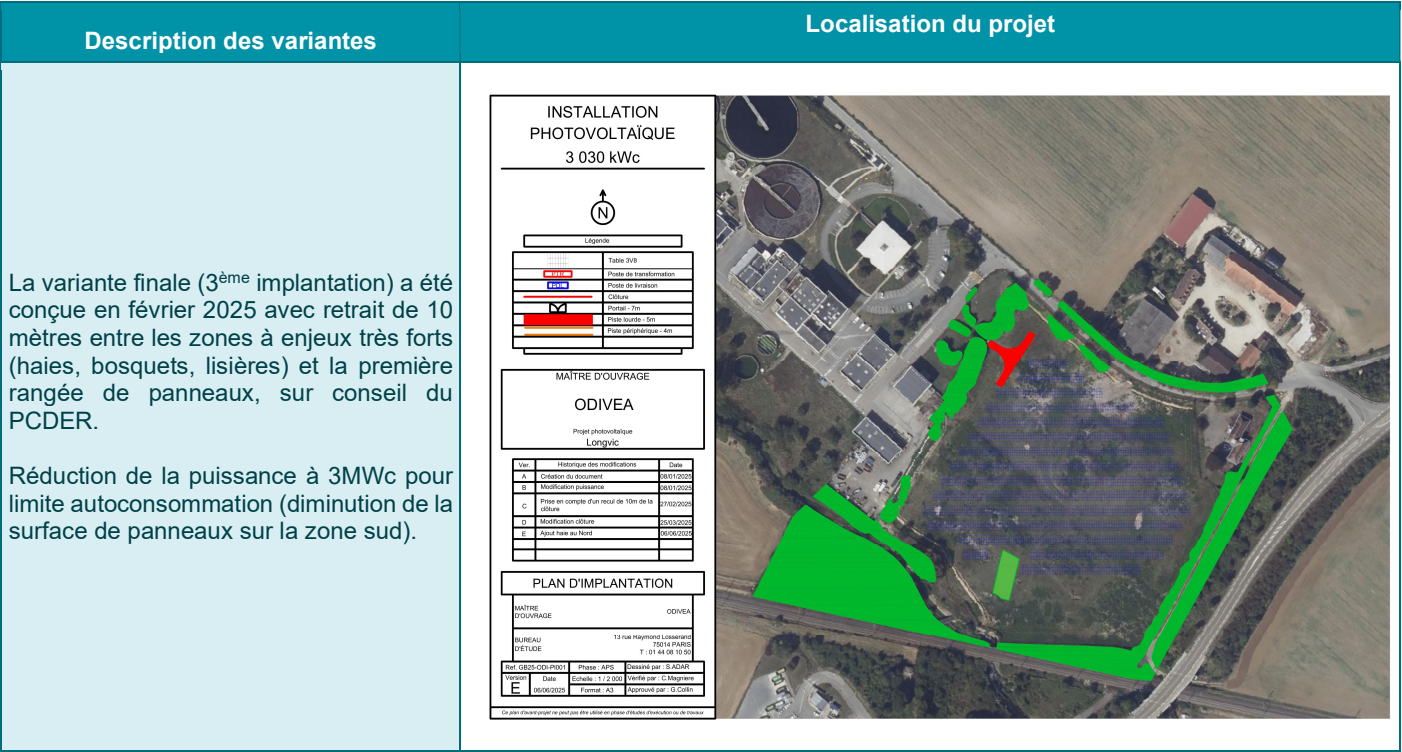 Description des variantes
Localisation du projet
La variante finale (3ème implantation) a été
conçue en février 2025 avec retrait de 10
mètres entre les zones à enjeux très forts
(haies, bosquets, lisières) et la première
rangée de panneaux, sur conseil du
PCDER.
Réduction de la puissance à 3MWc pour
limite autoconsommation (diminution de la
surface de panneaux sur la zone sud).
INSTALLATION
PHOTOVOLTAÏQUE
3 030 kWc
N
Légende
Table 3V8
PTR Poste de transformation
PDL Poste de livraison
Clôture
Portail - 7m
Piste lourde - 5m
Piste périphérique - 4m
MAÎTRE D'OUVRAGE
ODIVEA
Projet photovoltaïque
Longvic
Ver. Historique des modifications Date
A Création du document 08/01/2025
B Modification puissance 08/01/2025
C Prise en compte d'un recul de 10m de la
clôture 27/02/2025
D Modification clôture 25/03/2025
E Ajout haie au Nord 06/06/2025
PLAN D'IMPLANTATION
MAÎTRE
D'OUVRAGE ODIVEA
BUREAU
D'ÉTUDE 13 rue Raymond Losserand
75014 PARIS
T : 01 44 08 10 50
Ref. GB25-ODI-PI001 Phase : APS Dessiné par : S.ADAR
Version Date Echelle : 1 / 2 000 Vérifié par : C.Magniere
E 06/06/2025 Format : A3 Approuvé par : G.Collin
Ce plan d'avant-projet ne peut pas être utilisé en phase d'études d'exécution ou de travaux